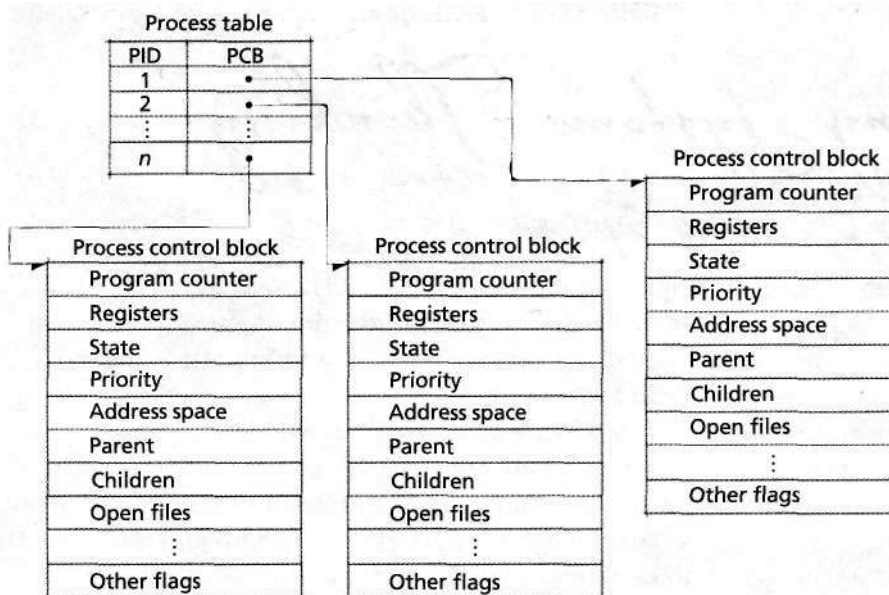 Process table
PID PCB
1
2
⋮ ⋮
n
Process control block
Program counter
Registers
State
Priority
Address space
Parent
Children
Open files
⋮
Other flags
Process control block
Program counter
Registers
State
Priority
Address space
Parent
Children
Open files
⋮
Other flags
Process control block
Program counter
Registers
State
Priority
Address space
Parent
Children
Open files
⋮
Other flags